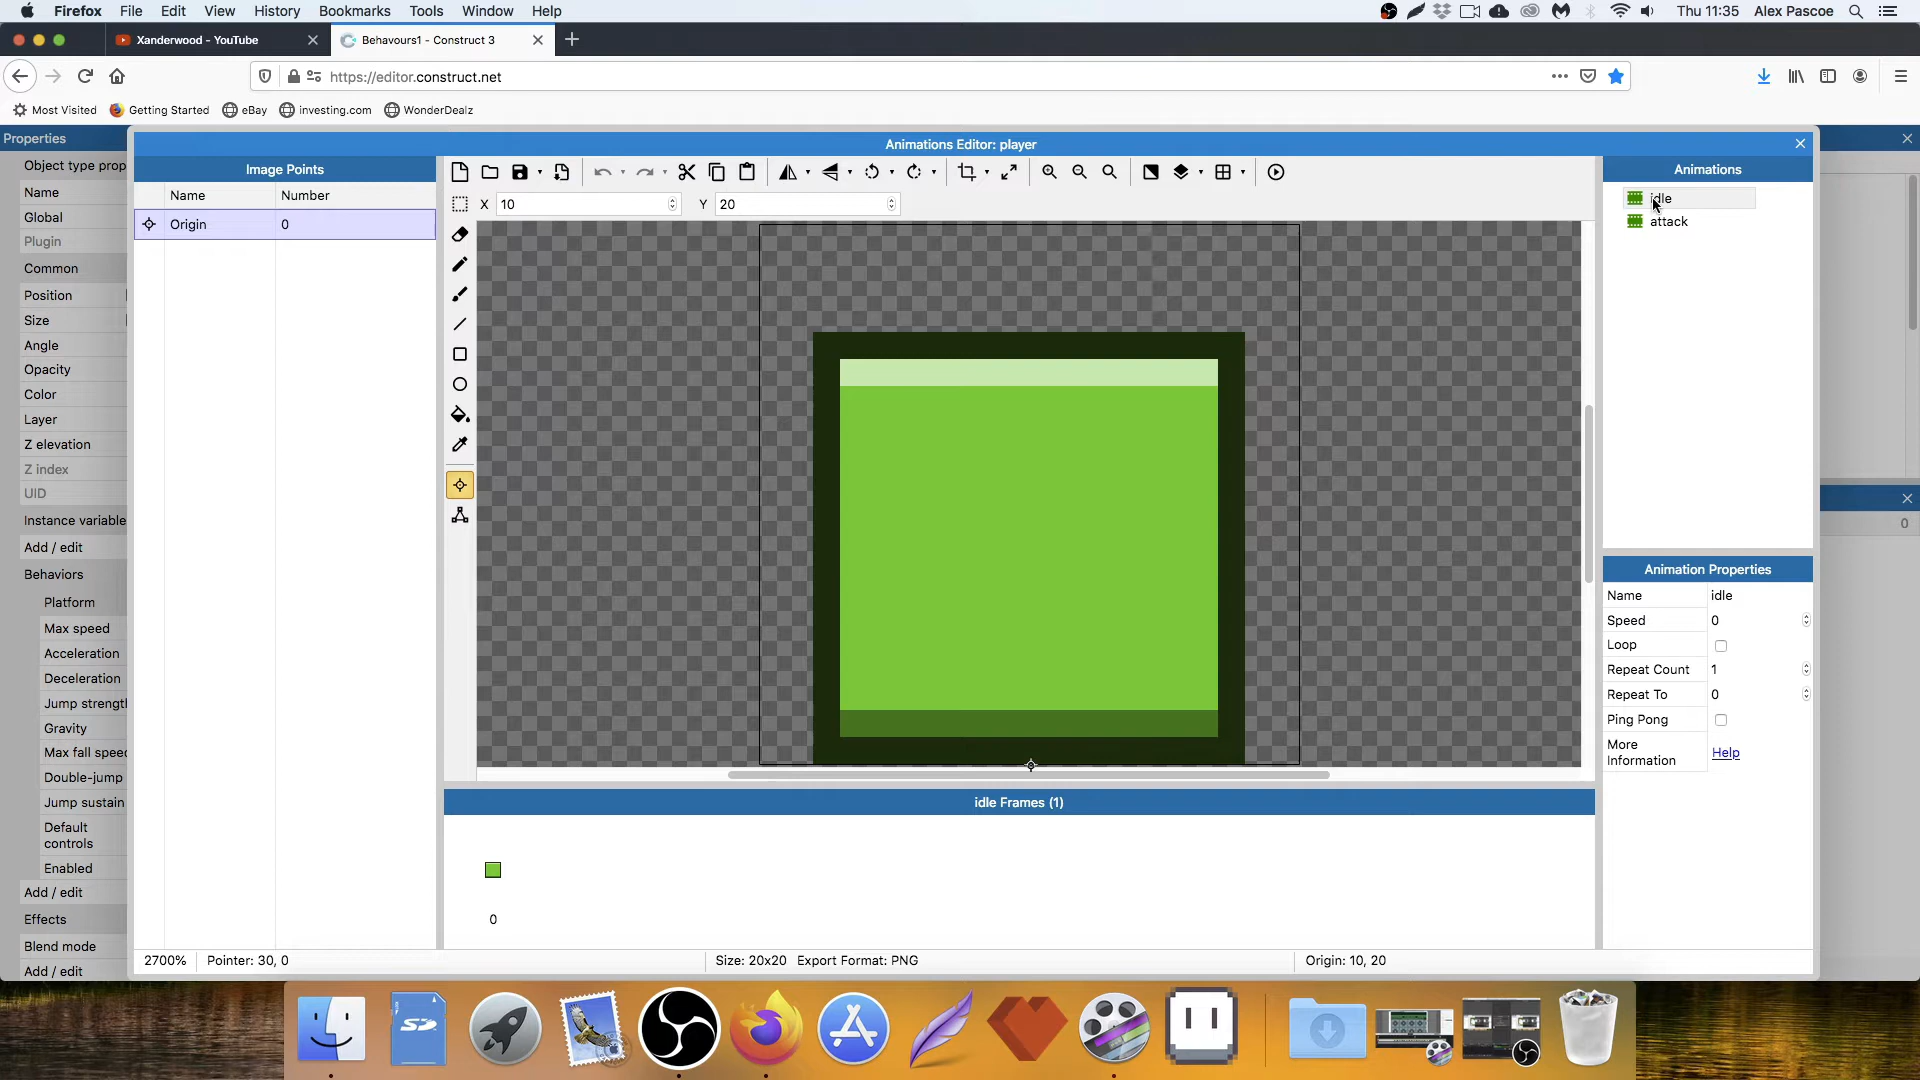 Firefox File Edit View History Bookmarks Tools Window Help Thu 11:35 Alex Pascoe
Xanderwood - YouTube Behavours1 - Construct 3
https://editor.construct.net
Most Visited Getting Started eBay investing.com WonderDealz
Properties
Animations Editor: player
Object type prop
Name
Global
Plugin
Common
Position
Size
Angle
Opacity
Color
Layer
Z elevation
Z index
UID
Instance variable
Add / edit
Behaviors
Platform
Max speed
Acceleration
Deceleration
Jump strengt
Gravity
Max fall speed
Double-jump
Jump sustain
Default
controls
Enabled
Add / edit
Effects
Blend mode
Add / edit
Image Points
Name Number
Origin 0
X 10 Y 20
Animations
idle
attack
0
Animation Properties
Name idle
Speed 0
Loop
Repeat Count 1
Repeat To 0
Ping Pong
More
Information Help
idle Frames (1)
0
2700% Pointer: 30, 0 Size: 20x20 Export Format: PNG Origin: 10, 20